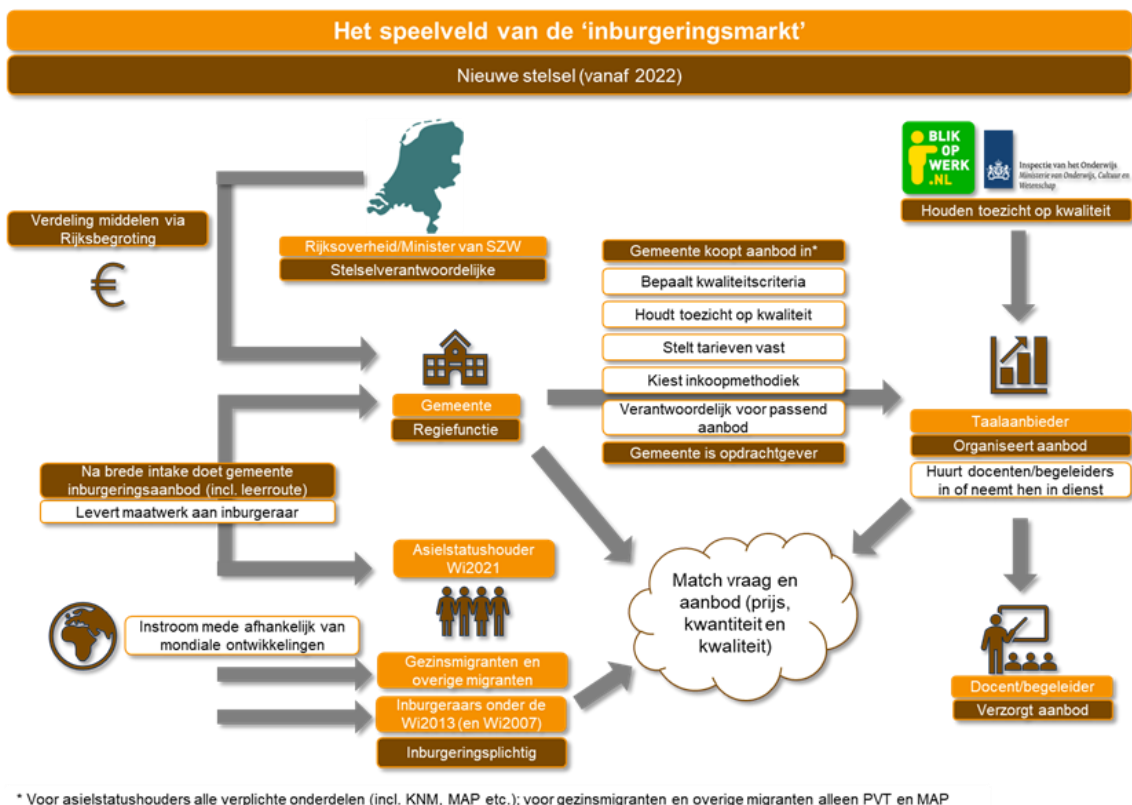 Het speelveld van de ‘inburgeringsmarkt’
Nieuwe stelsel (vanaf 2022)
BLIK
OP
WERK
.NL
Inspectie van het Onderwijs
Ministerie van Onderwijs, Cultuur en
Wetenschap
Houden toezicht op kwaliteit
Verdeling middelen via
Rijksbegroting
€
Rijksoverheid/Minister van SZW
Stelselverantwoordelijke
Gemeente koopt aanbod in*
Bepaalt kwaliteitscriteria
Houdt toezicht op kwaliteit
Stelt tarieven vast
Kiest inkoopmethodiek
Verantwoordelijk voor passend
aanbod
Gemeente is opdrachtgever
Gemeente
Regiefunctie
Taalaanbieder
Organiseert aanbod
Huurt docenten/begeleiders
in of neemt hen in dienst
Na brede intake doet gemeente
inburgeringsaanbod (incl. leerroute)
Levert maatwerk aan inburgeraar
Asielstatushouder
Wi2021
Match vraag en
aanbod (prijs,
kwantiteit en
kwaliteit)
Instroom mede afhankelijk van
mondiale ontwikkelingen
Gezinsmigranten en
overige migranten
Inburgeraars onder de
Wi2013 (en Wi2007)
Inburgeringsplichtig
Docent/begeleider
Verzorgt aanbod
* Voor asielstatushouders alle verplichte onderdelen (incl. KNM, MAP etc.); voor gezinsmigranten en overige migranten alleen PVT en MAP